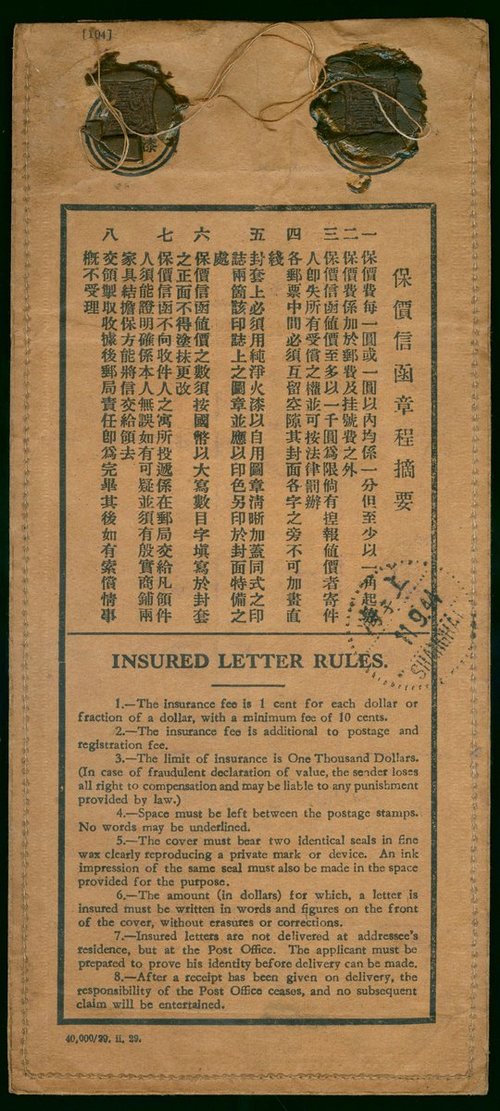 [104]
保價信函章程摘要
一 保價費每一圓或一圓以內均係一分但至少以一角起
二 保價費係加於郵費及挂號費之外
三 保價信函値價至多以一千圓爲限倘有揑報値價者寄件
人卽失所有受償之權並可按法律罰辦
四 各郵票中間必須互留空隙其封面各字之旁不可加畫直
綫
五 封套上必須用純淨火漆以自用圖章淸晰加蓋同式之印
誌兩箇該印誌上之圖章並應以印色另印於封面特備之
處
六 保價信函値價之數須按國幣以大寫數目字塡寫於封套
之正面不得塗抹更改
七 保價信函不向收件人之寓所投遞係在郵局交給凡領件
人須能證明確係本人無誤如有可疑並須有殷實商鋪兩
家具結擔保方能將信交給領去
八 交領掣取收據後郵局責任卽爲完畢其後如有索償情事
槪不受理
上
11.9.44
SHANGHAI
INSURED LETTER RULES.
1.—The insurance fee is 1 cent for each dollar or
fraction of a dollar, with a minimum fee of 10 cents.
2.—The insurance fee is additional to postage and
registration fee.
3.—The limit of insurance is One Thousand Dollars.
(In case of fraudulent declaration of value, the sender loses
all right to compensation and may be liable to any punishment
provided by law.)
4.—Space must be left between the postage stamps.
No words may be underlined.
5.—The cover must bear two identical seals in fine
wax clearly reproducing a private mark or device. An ink
impression of the same seal must also be made in the space
provided for the purpose.
6.—The amount (in dollars) for which, a letter is
insured must be written in words and figures on the front
of the cover, without erasures or corrections.
7.—Insured letters are not delivered at addressee's
residence, but at the Post Office. The applicant must be
prepared to prove his identity before delivery can be made.
8.—After a receipt has been given on delivery, the
responsibility of the Post Office ceases, and no subsequent
claim will be entertained.
40,000/29. ii. 29.